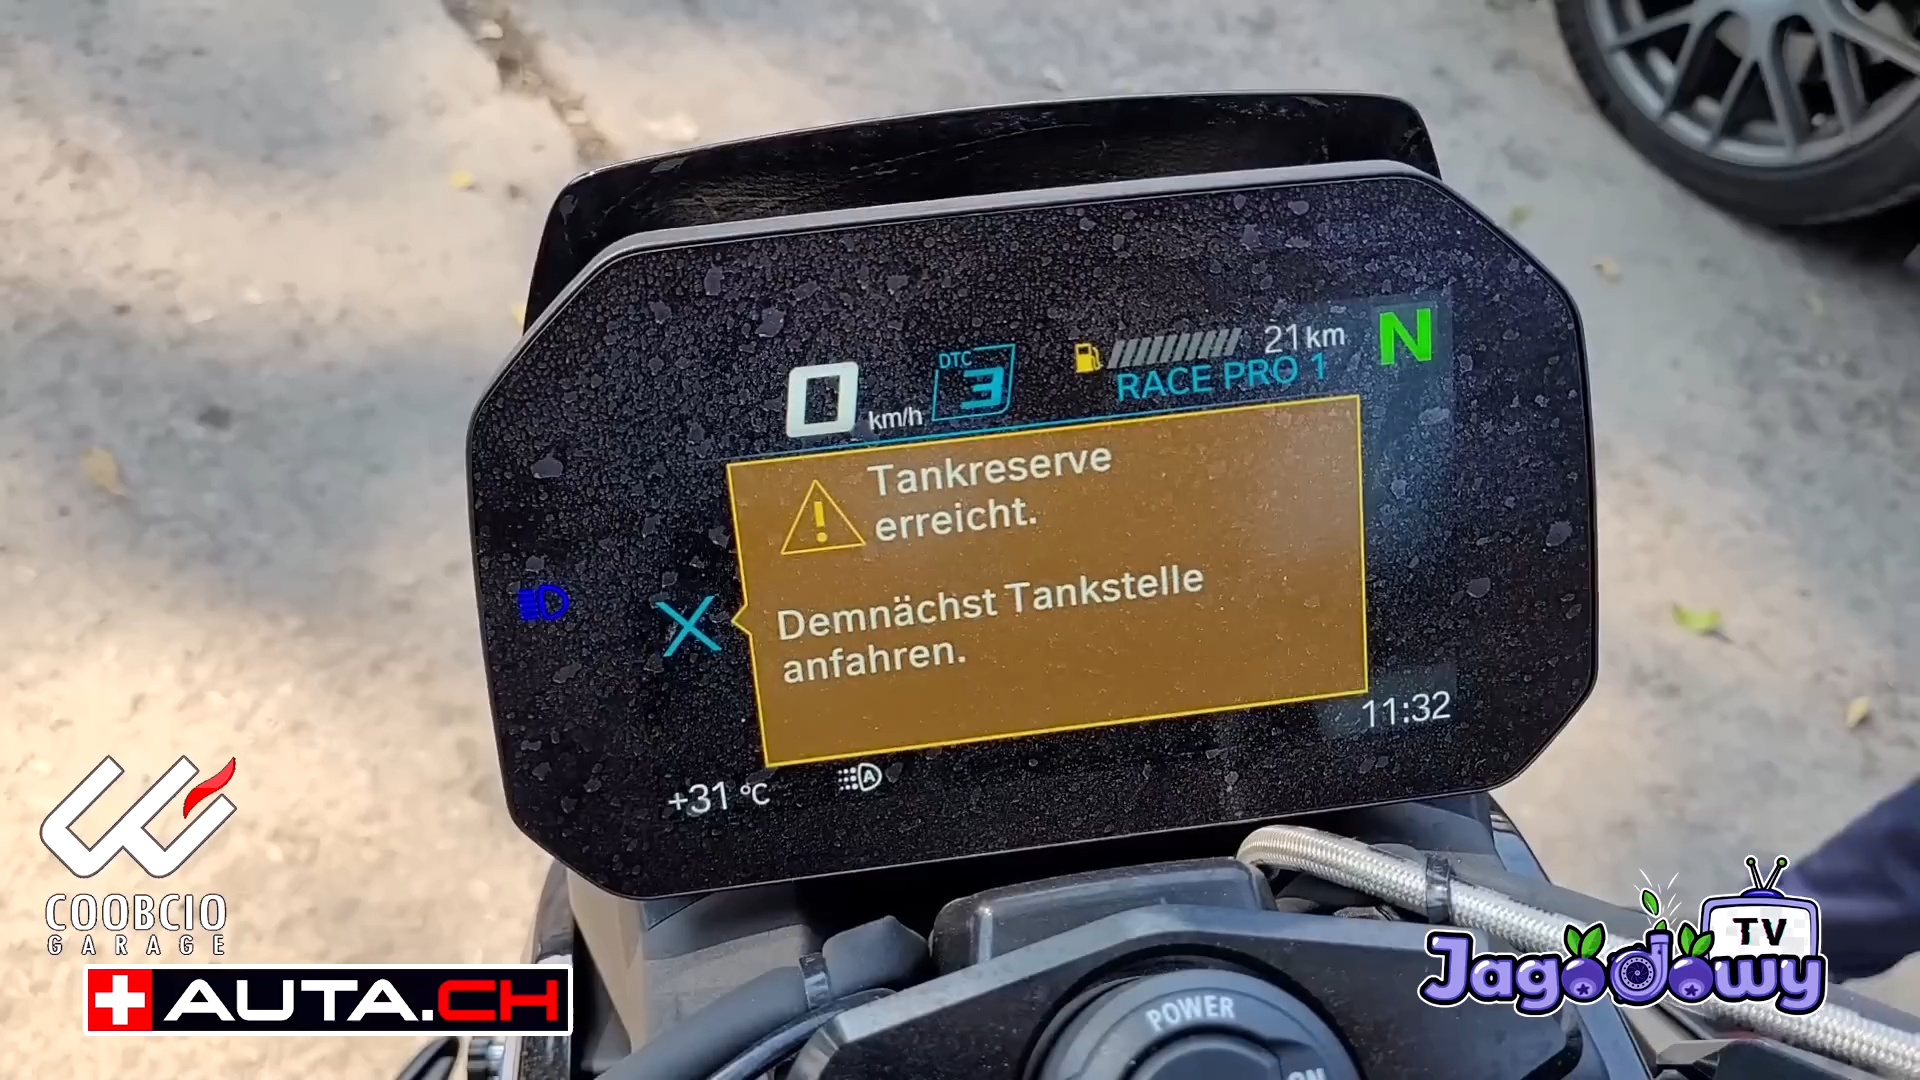 0 km/h
DTC
3
21 km
RACE PRO 1
N
Tankreserve
erreicht.
Demnächst Tankstelle
anfahren.
11:32
+31 °C
A
POWER
ON
COOBCIO
GARAGE
AUTA.CH
TV
Jagodowy